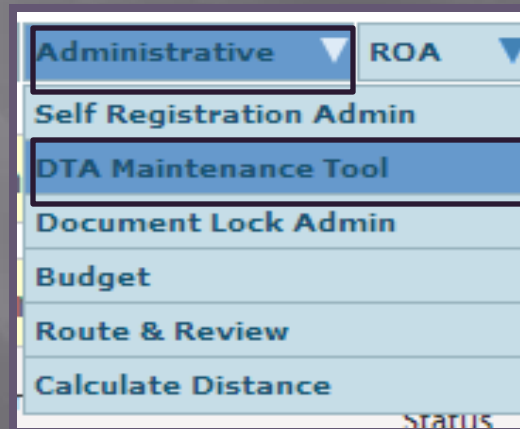 Administrative ROA
Self Registration Admin
DTA Maintenance Tool
Document Lock Admin
Budget
Route & Review
Calculate Distance
Status